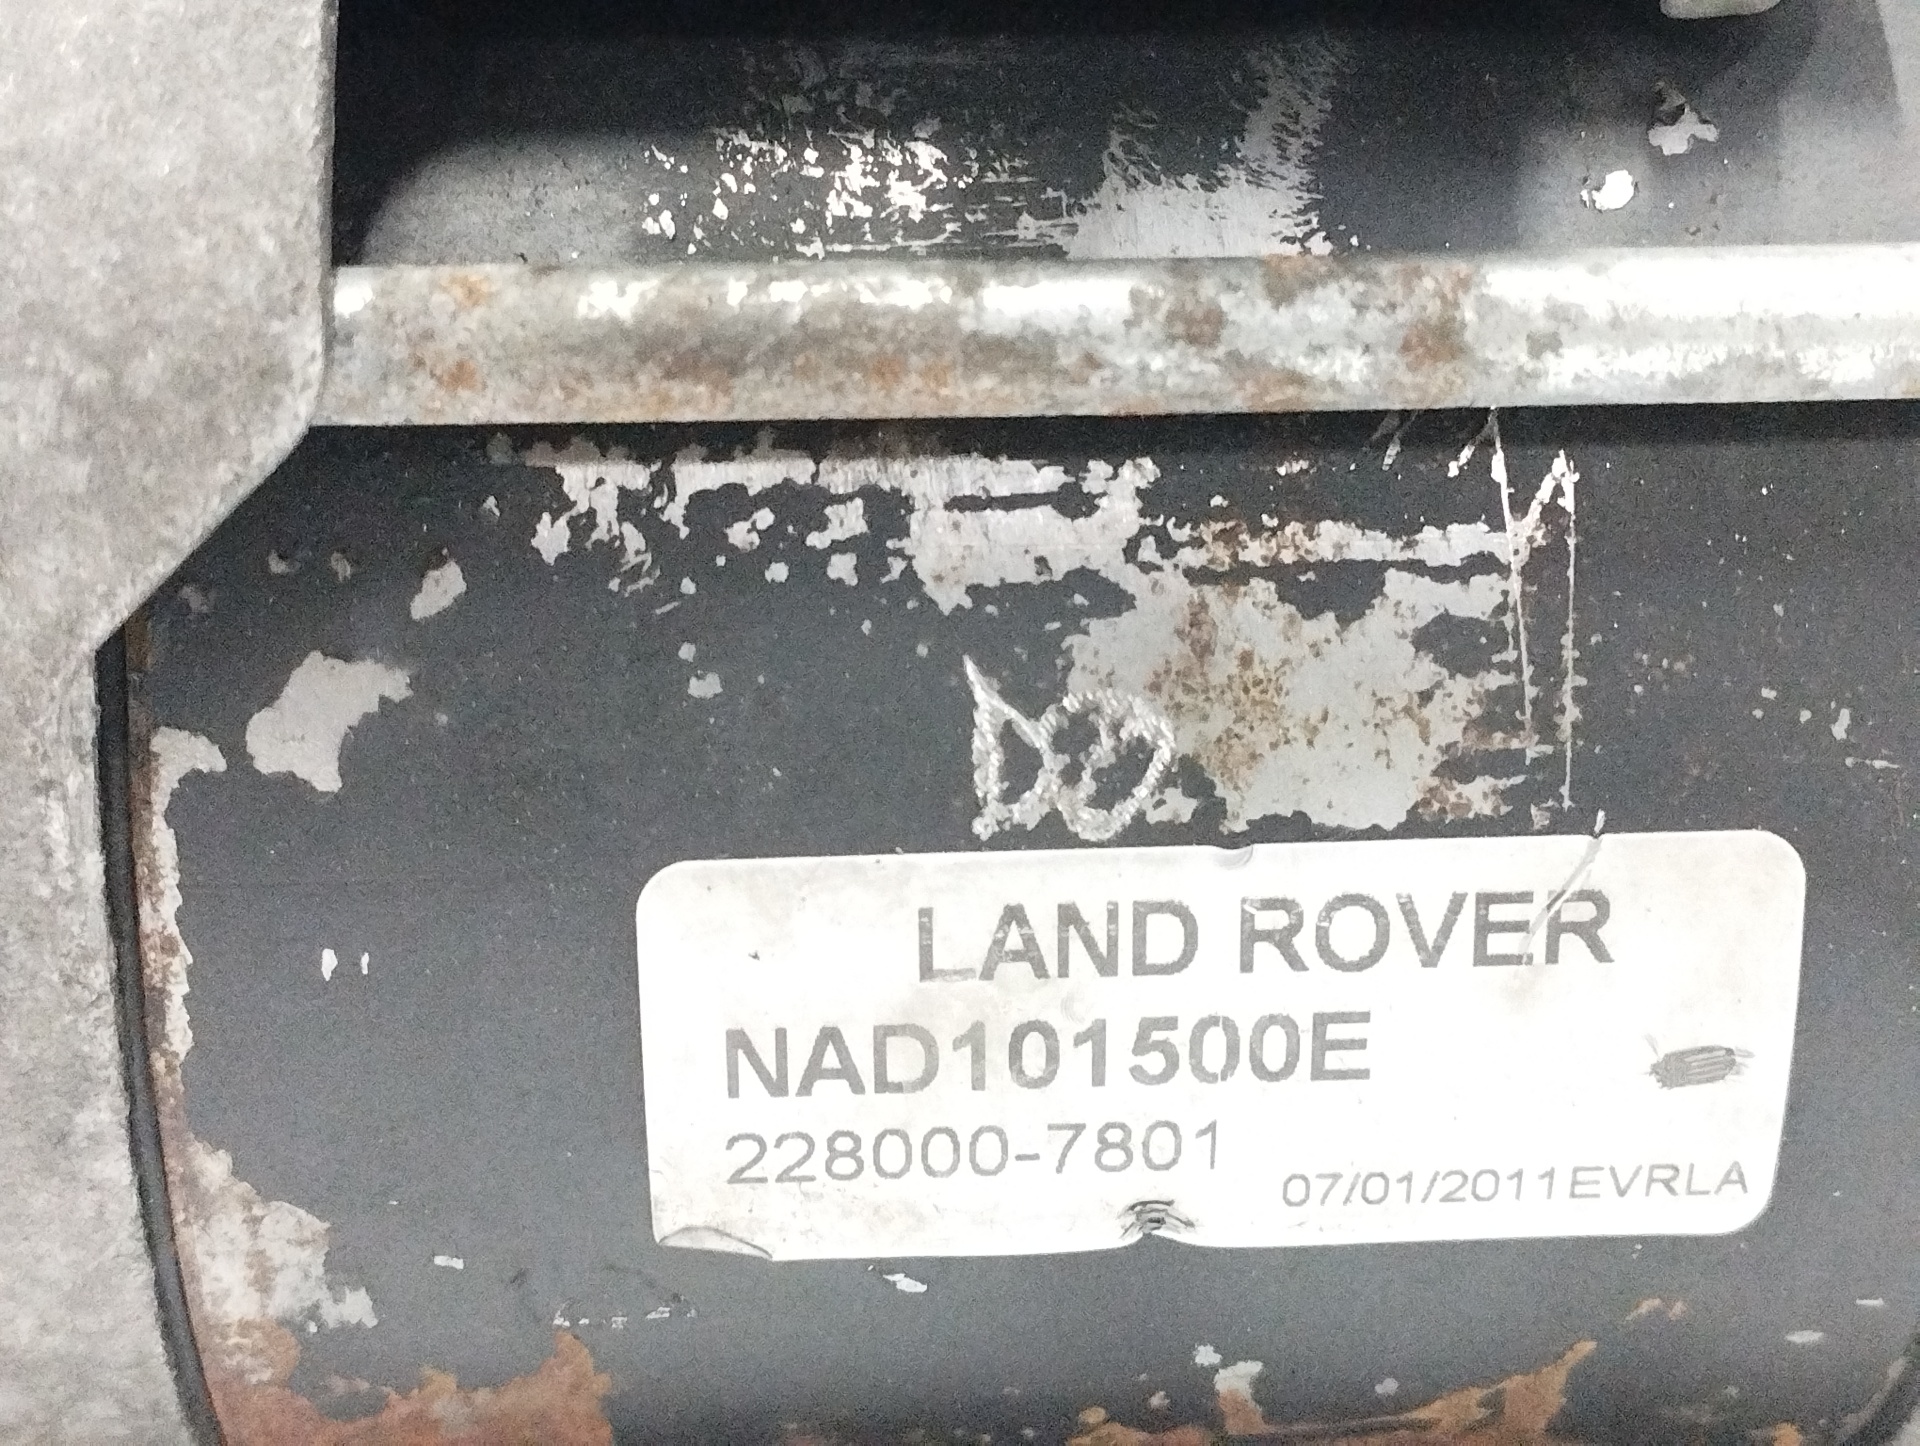 LAND ROVER
NAD101500E
228000-7801
07/01/2011EVRLA